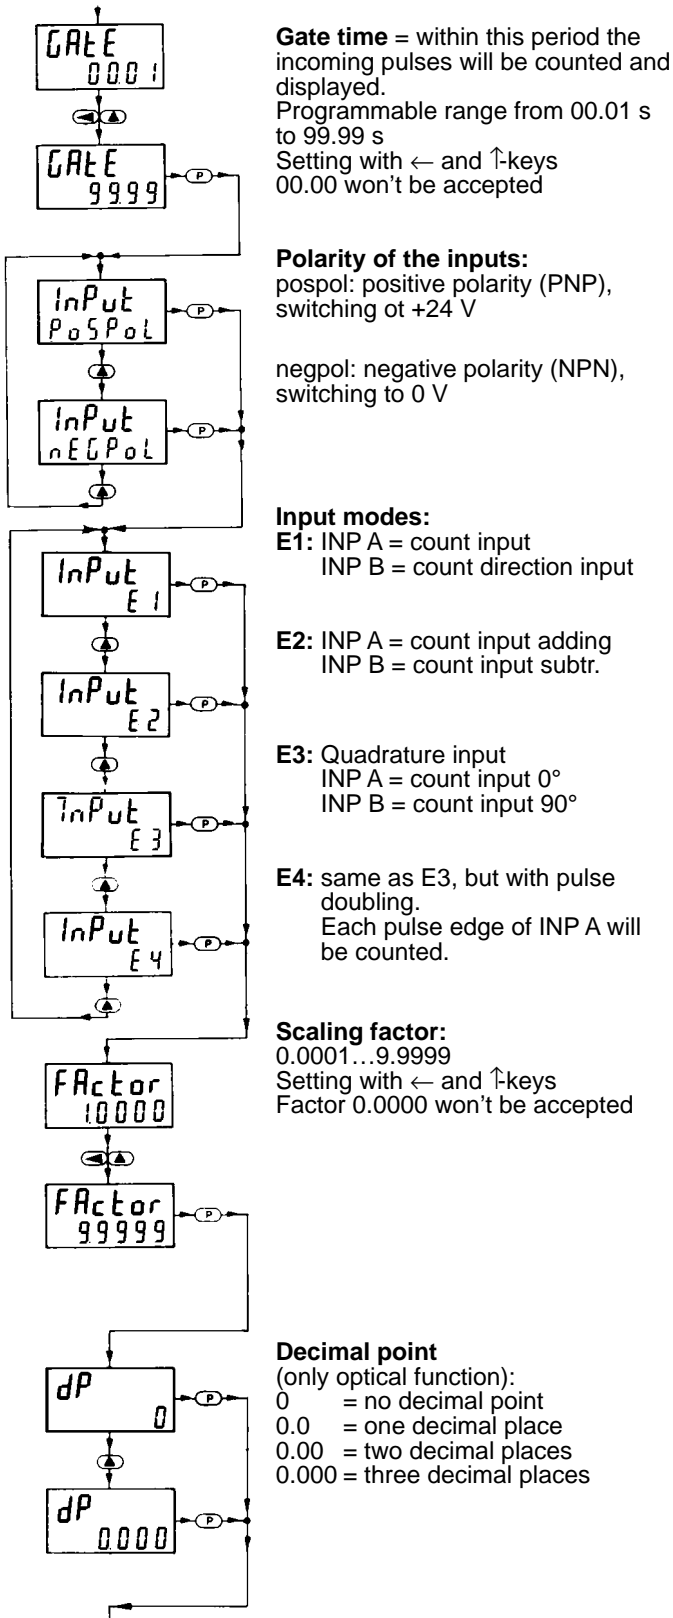 GAtE
00.01
Gate time = within this period the
incoming pulses will be counted and
displayed.
Programmable range from 00.01 s
to 99.99 s
Setting with ← and ↑-keys
00.00 won't be accepted
GAtE
99.99
P
Polarity of the inputs:
pospol: positive polarity (PNP),
switching ot +24 V
InPut
PoSPoL
P
negpol: negative polarity (NPN),
switching to 0 V
InPut
nEGPoL
P
Input modes:
E1: INP A = count input
INP B = count direction input
InPut
E1
P
E2: INP A = count input adding
INP B = count input subtr.
InPut
E2
P
E3: Quadrature input
INP A = count input 0°
INP B = count input 90°
InPut
E3
P
E4: same as E3, but with pulse
doubling.
Each pulse edge of INP A will
be counted.
InPut
E4
P
Scaling factor:
0.0001…9.9999
Setting with ← and ↑-keys
Factor 0.0000 won't be accepted
FActor
1.0000
FActor
9.9999
P
Decimal point
(only optical function):
0 = no decimal point
0.0 = one decimal place
0.00 = two decimal places
0.000 = three decimal places
dP
0
P
dP
0.000
P